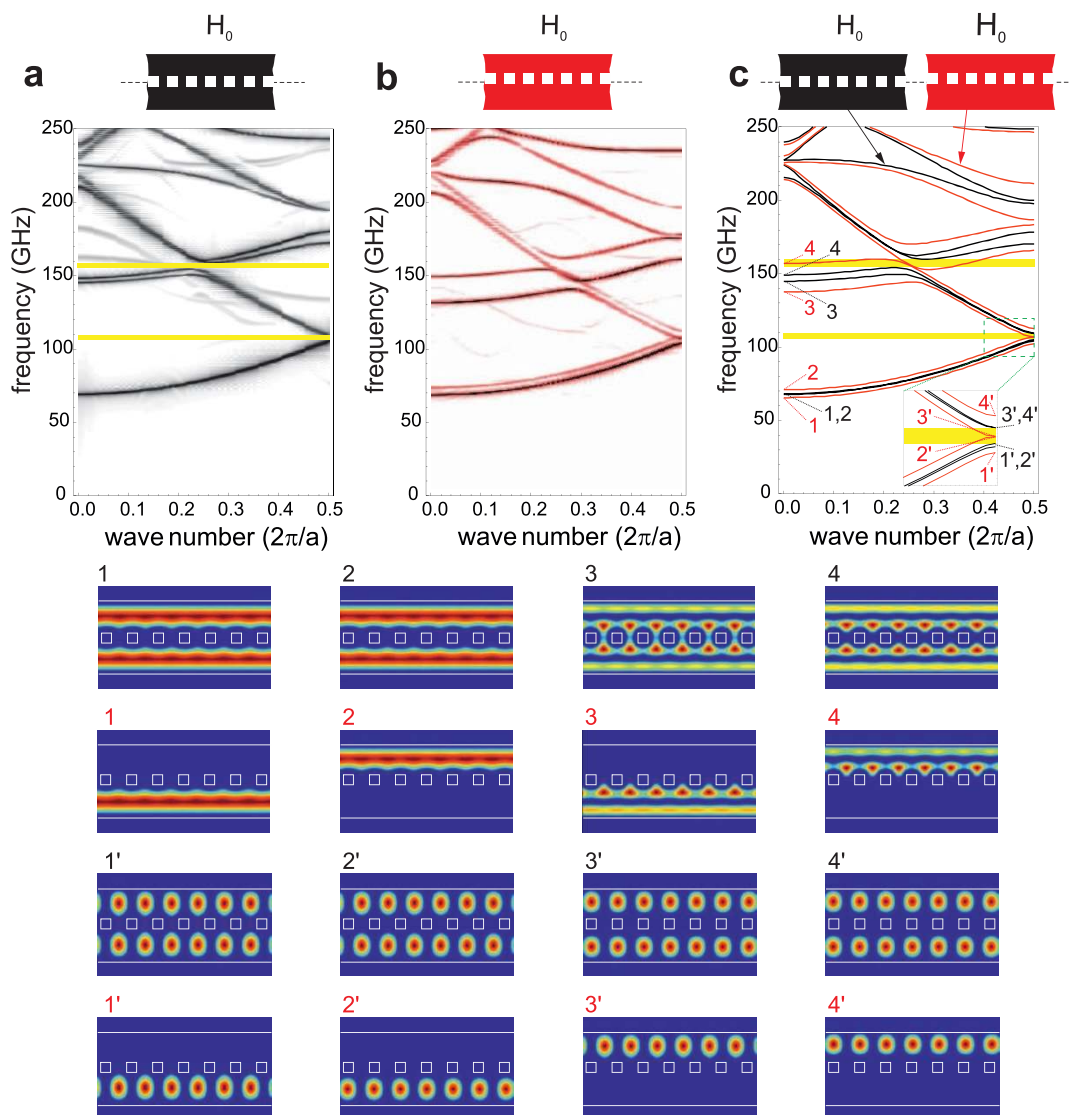 H₀ H₀ H₀ H₀
a b c
250 250 250
200 200 200
150 150 150
100 100 100
50 50 50
0 0 0
frequency (GHz) frequency (GHz) frequency (GHz)
4 4
3 3
2
1,2
1
4'
3' 3',4'
2' 1',2'
1'
0.0 0.1 0.2 0.3 0.4 0.5 0.0 0.1 0.2 0.3 0.4 0.5 0.0 0.1 0.2 0.3 0.4 0.5
wave number (2π/a) wave number (2π/a) wave number (2π/a)
1 2 3 4
1 2 3 4
1' 2' 3' 4'
1' 2' 3' 4'